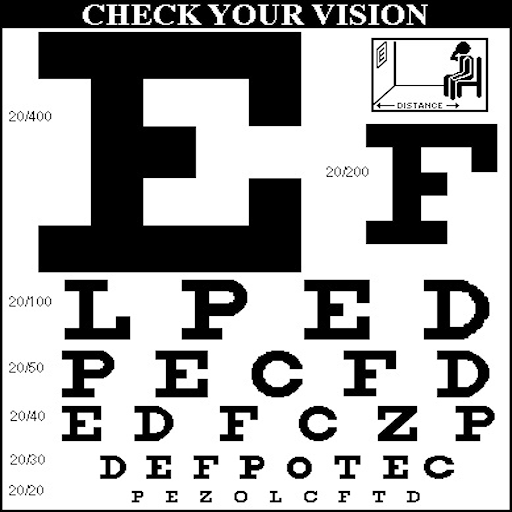 CHECK YOUR VISION
20/400 E
E
DISTANCE
20/200 F
20/100 L P E D
20/50 P E C F D
20/40 E D F C Z P
20/30 D E F P O T E C
20/20 P E Z O L C F T D